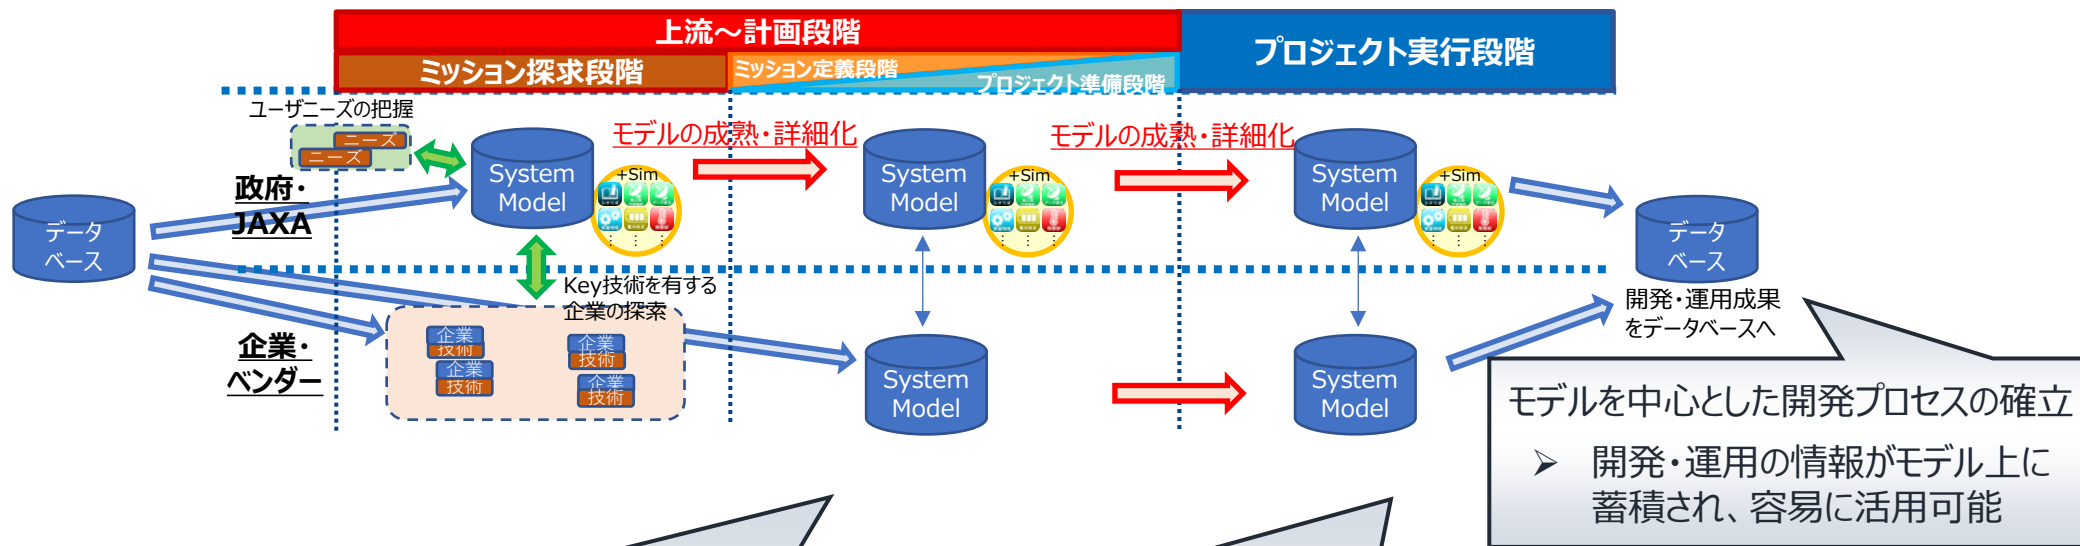 上流～計画段階
プロジェクト実行段階
ミッション探求段階
ミッション定義段階
プロジェクト準備段階
ユーザニーズの把握
ニーズ
ニーズ
モデルの成熟・詳細化
モデルの成熟・詳細化
政府・
JAXA
データ
ベース
System
Model
+Sim
System
Model
+Sim
System
Model
+Sim
データ
ベース
開発・運用成果
をデータベースへ
Key技術を有する
企業の探索
企業・
ベンダー
企業
技術
企業
技術
企業
技術
企業
技術
System
Model
System
Model
モデルを中心とした開発プロセスの確立
➢ 開発・運用の情報がモデル上に
蓄積され、容易に活用可能